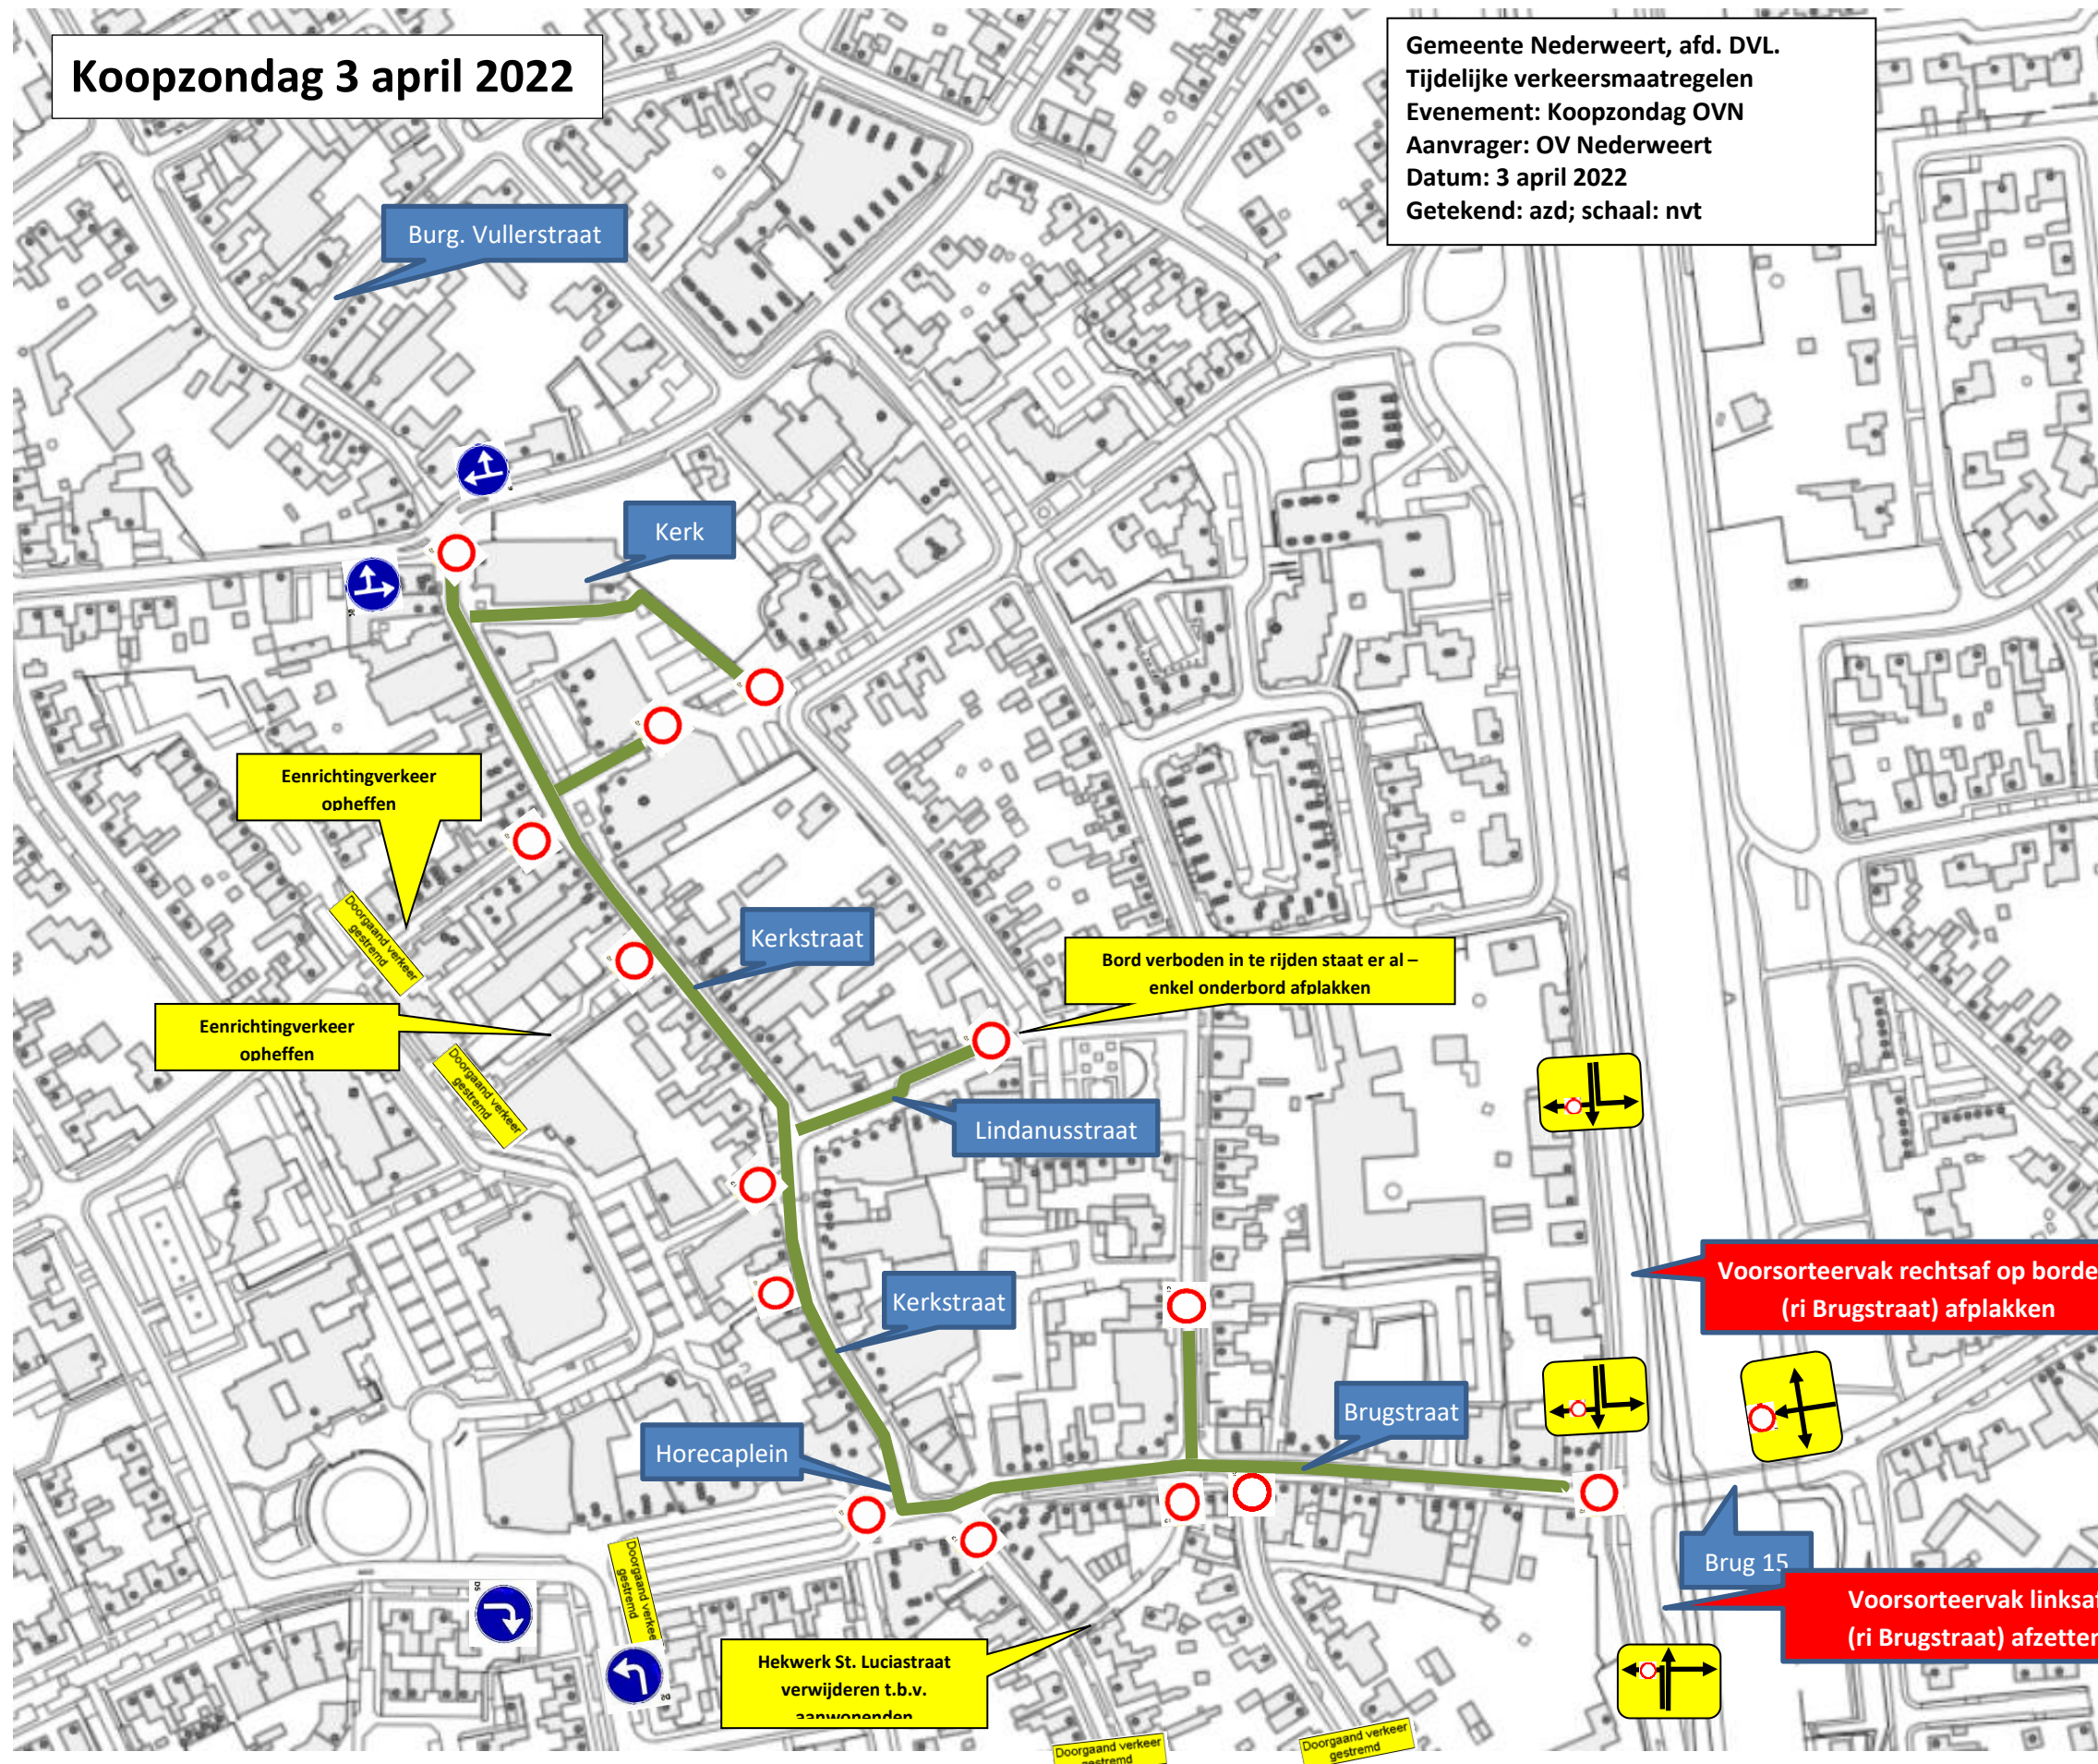 Koopzondag 3 april 2022
Gemeente Nederweert, afd. DVL.
Tijdelijke verkeersmaatregelen
Evenement: Koopzondag OVN
Aanvrager: OV Nederweert
Datum: 3 april 2022
Getekend: azd; schaal: nvt
Burg. Vullerstraat
Kerk
Eenrichtingverkeer
opheffen
Doorgaand verkeer
gestremd
Kerkstraat
Bord verboden in te rijden staat er al –
enkel onderbord afplakken
Eenrichtingverkeer
opheffen
Doorgaand verkeer
gestremd
Lindanusstraat
Voorsorteervak rechtsaf op borde
(ri Brugstraat) afplakken
Kerkstraat
Brugstraat
Horecaplein
Brug 15
Doorgaand verkee
gestremd
D5
Voorsorteervak linksaf
(ri Brugstraat) afzetten
Hekwerk St. Luciastraat
verwijderen t.b.v.
aanwonenden
D5
Doorgaand verkeer
gestremd
Doorgaand verkeer
gestremd